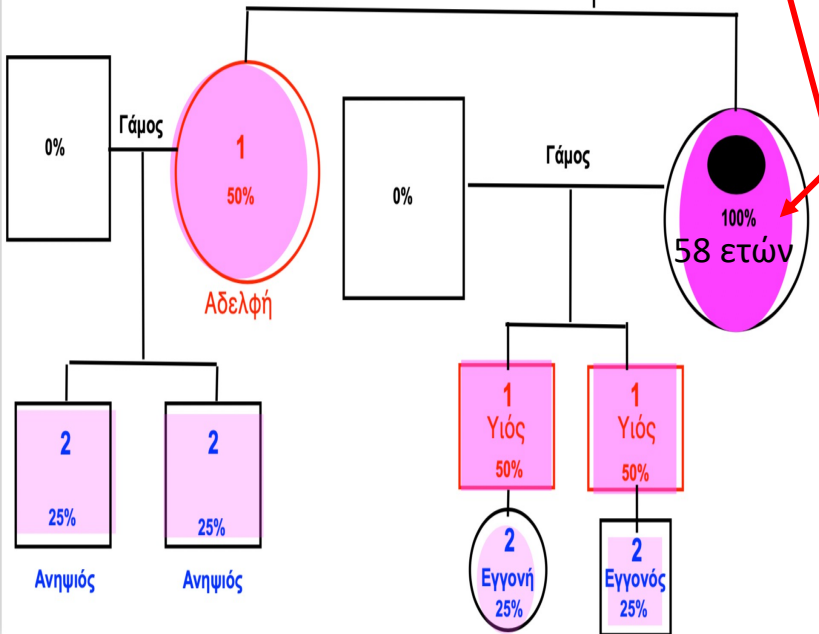 Γάμος
0%
1
50%
Αδελφή
Γάμος
0%
100%
58 ετών
2
25%
Ανηψιός
2
25%
Ανηψιός
1
Υιός
50%
1
Υιός
50%
2
Εγγονή
25%
2
Εγγονός
25%